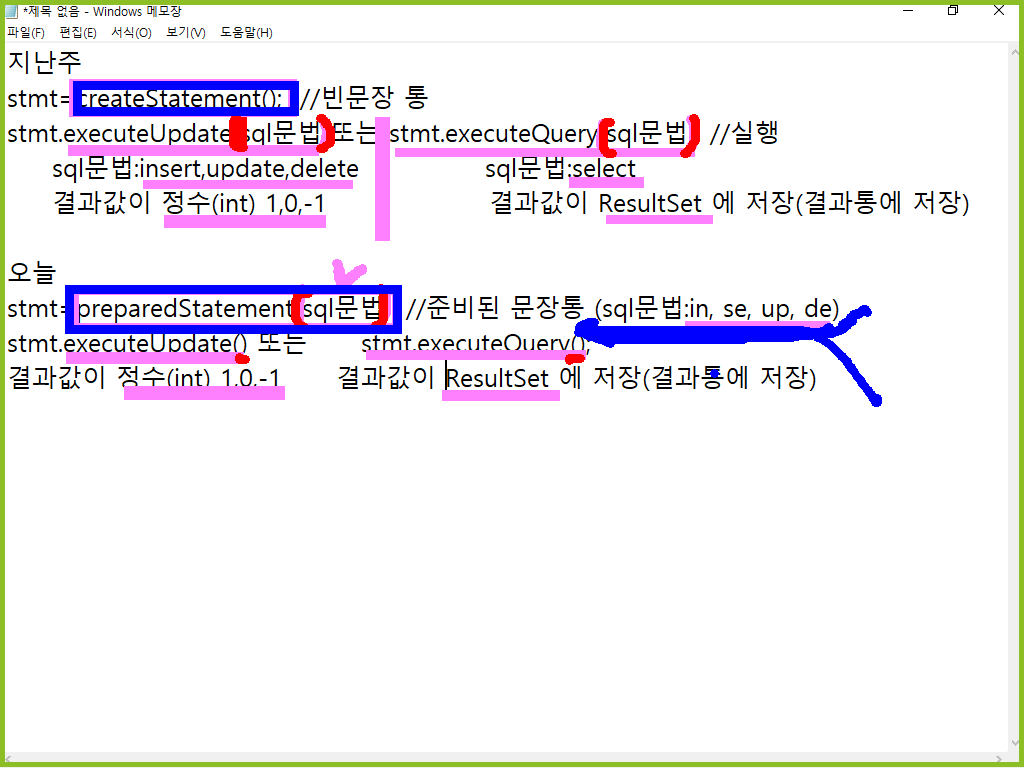 *제목 없음 - Windows 메모장
파일(F) 편집(E) 서식(O) 보기(V) 도움말(H)
지난주
stmt=createStatement(); //빈문장 통
stmt.executeUpdate(sql문법) 또는 stmt.executeQuery(sql문법) //실행
sql문법:insert,update,delete sql문법:select
결과값이 정수(int) 1,0,-1 결과값이 ResultSet 에 저장(결과통에 저장)
오늘
stmt=preparedStatement(sql문법) //준비된 문장통 (sql문법:in, se, up, de)
stmt.executeUpdate() 또는 stmt.executeQuery();
결과값이 정수(int) 1,0,-1 결과값이 ResultSet 에 저장(결과통에 저장)